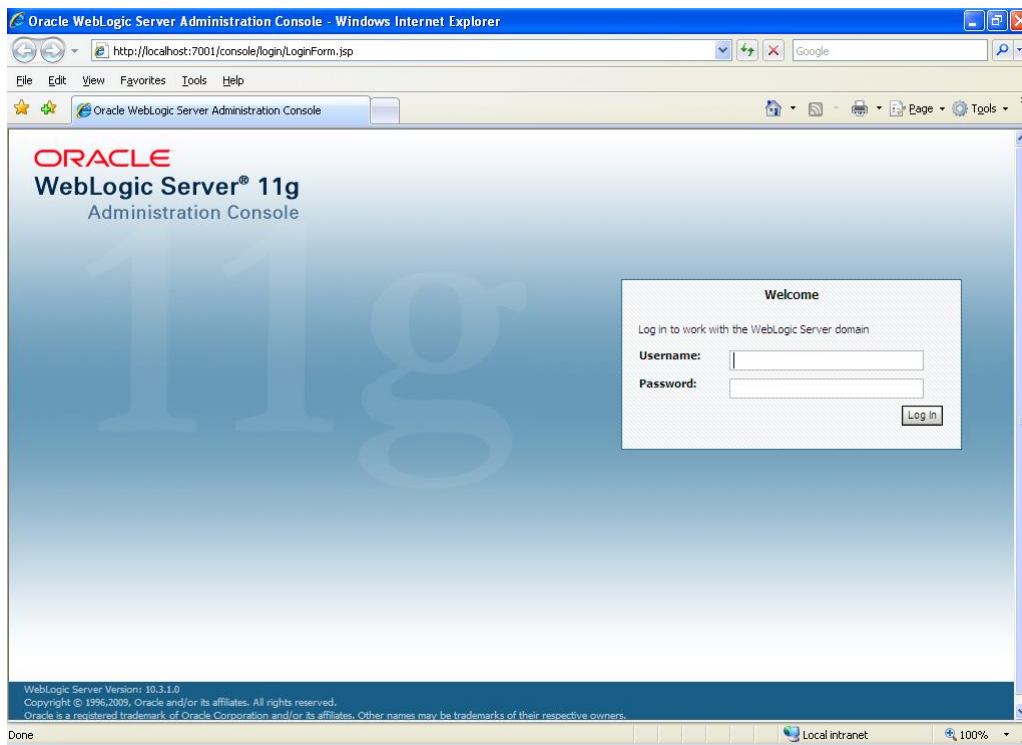 Oracle WebLogic Server Administration Console - Windows Internet Explorer
http://localhost:7001/console/login/LoginForm.jsp
Google
File Edit View Favorites Tools Help
Oracle WebLogic Server Administration Console
Page Tools
ORACLE
WebLogic Server® 11g
Administration Console
11g
Welcome
Log in to work with the WebLogic Server domain
Username:
Password:
Log In
WebLogic Server Version: 10.3.1.0
Copyright © 1996,2009, Oracle and/or its affiliates. All rights reserved.
Oracle is a registered trademark of Oracle Corporation and/or its affiliates. Other names may be trademarks of their respective owners.
Done Local intranet 100%